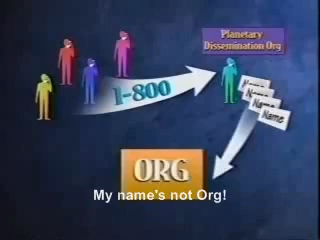 Planetary
Dissemination Org
1-800
Name
Name
Name
Name
ORG
My name's not Org!